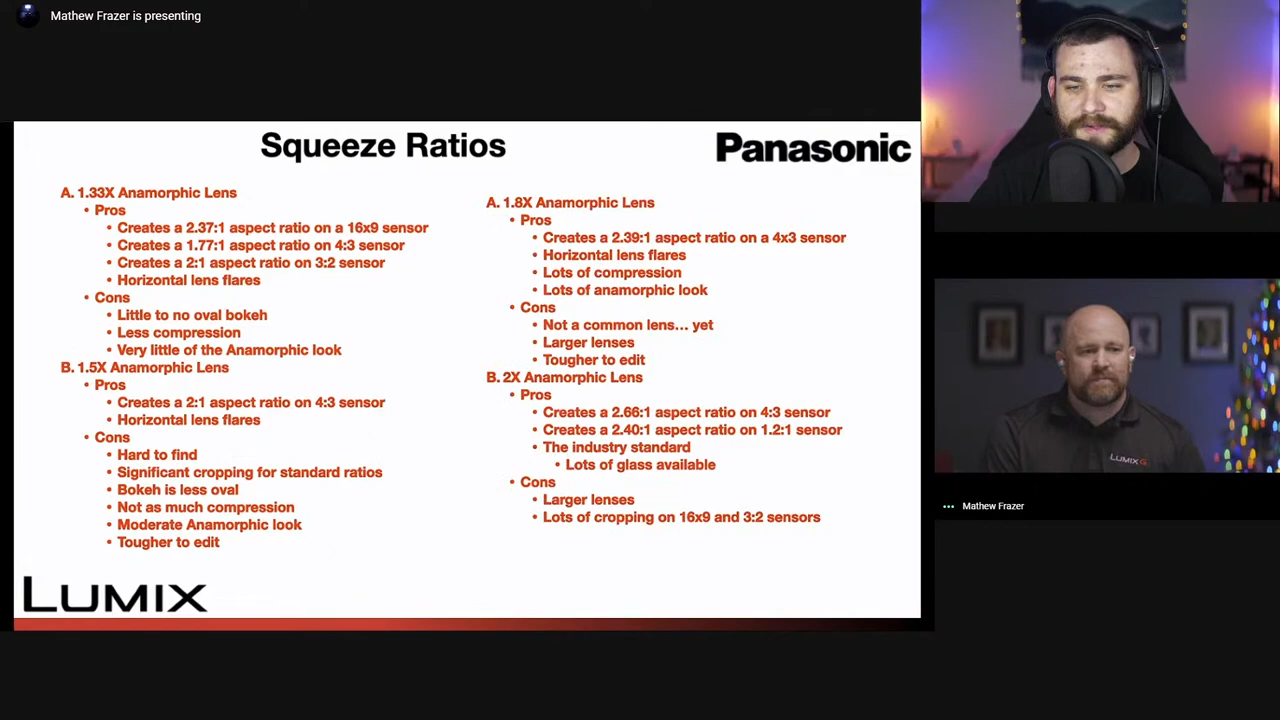 Mathew Frazer is presenting
Squeeze Ratios
Panasonic
A. 1.33X Anamorphic Lens
• Pros
• Creates a 2.37:1 aspect ratio on a 16x9 sensor
• Creates a 1.77:1 aspect ratio on 4:3 sensor
• Creates a 2:1 aspect ratio on 3:2 sensor
• Horizontal lens flares
• Cons
• Little to no oval bokeh
• Less compression
• Very little of the Anamorphic look
B. 1.5X Anamorphic Lens
• Pros
• Creates a 2:1 aspect ratio on 4:3 sensor
• Horizontal lens flares
• Cons
• Hard to find
• Significant cropping for standard ratios
• Bokeh is less oval
• Not as much compression
• Moderate Anamorphic look
• Tougher to edit
A. 1.8X Anamorphic Lens
• Pros
• Creates a 2.39:1 aspect ratio on a 4x3 sensor
• Horizontal lens flares
• Lots of compression
• Lots of anamorphic look
• Cons
• Not a common lens... yet
• Larger lenses
• Tougher to edit
B. 2X Anamorphic Lens
• Pros
• Creates a 2.66:1 aspect ratio on 4:3 sensor
• Creates a 2.40:1 aspect ratio on 1.2:1 sensor
• The industry standard
• Lots of glass available
• Cons
• Larger lenses
• Lots of cropping on 16x9 and 3:2 sensors
LUMIX
LUMIX G
Mathew Frazer